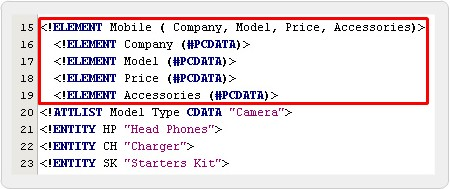 15 <!ELEMENT Mobile ( Company, Model, Price, Accessories)>
16 <!ELEMENT Company (#PCDATA)>
17 <!ELEMENT Model (#PCDATA)>
18 <!ELEMENT Price (#PCDATA)>
19 <!ELEMENT Accessories (#PCDATA)>
20 <!ATTLIST Model Type CDATA "Camera">
21 <!ENTITY HP "Head Phones">
22 <!ENTITY CH "Charger">
23 <!ENTITY SK "Starters Kit">